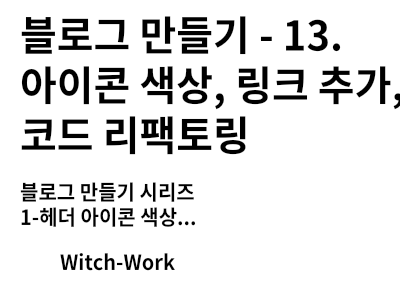 블로그 만들기 - 13.
아이콘 색상, 링크 추가,
코드 리팩토링
블로그 만들기 시리즈
1-헤더 아이콘 색상...
Witch-Work